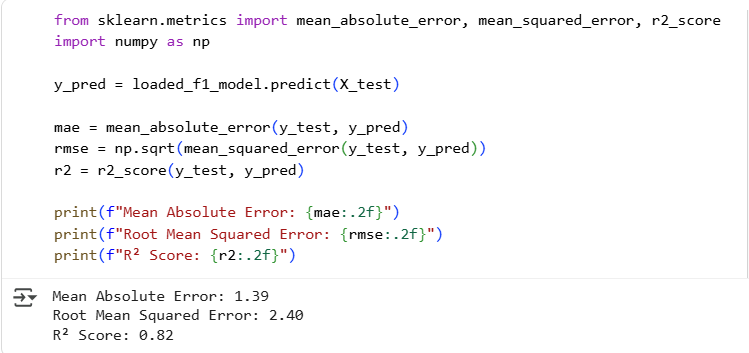 from sklearn.metrics import mean_absolute_error, mean_squared_error, r2_score
import numpy as np
y_pred = loaded_f1_model.predict(X_test)
mae = mean_absolute_error(y_test, y_pred)
rmse = np.sqrt(mean_squared_error(y_test, y_pred))
r2 = r2_score(y_test, y_pred)
print(f"Mean Absolute Error: {mae:.2f}")
print(f"Root Mean Squared Error: {rmse:.2f}")
print(f"R² Score: {r2:.2f}")
Mean Absolute Error: 1.39
Root Mean Squared Error: 2.40
R² Score: 0.82